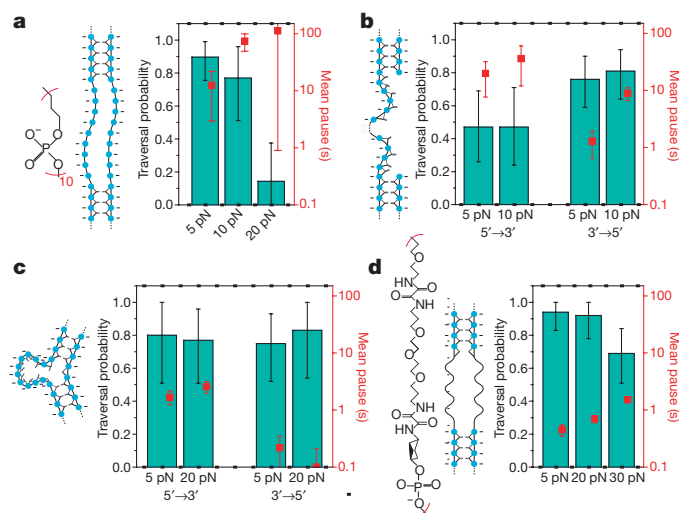 a
Traversal probability
1.0
0.8
0.6
0.4
0.2
0.0
5 pN
10 pN
20 pN
100
10
1
0.1
Mean pause (s)
O⁻
O
P
O
O
10
b
Traversal probability
1.0
0.8
0.6
0.4
0.2
0.0
5 pN 10 pN 5 pN 10 pN
5′→3′ 3′→5′
100
10
1
0.1
Mean pause (s)
c
Traversal probability
1.0
0.8
0.6
0.4
0.2
0.0
5 pN 20 pN 5 pN 20 pN
5′→3′ 3′→5′
100
10
1
0.1
Mean pause (s)
d
O
HN
O
O
NH
O
O
O
NH
O
O
HN
O
O–P–O
O⁻
Traversal probability
1.0
0.8
0.6
0.4
0.2
0.0
5 pN 20 pN 30 pN
100
10
1
0.1
Mean pause (s)